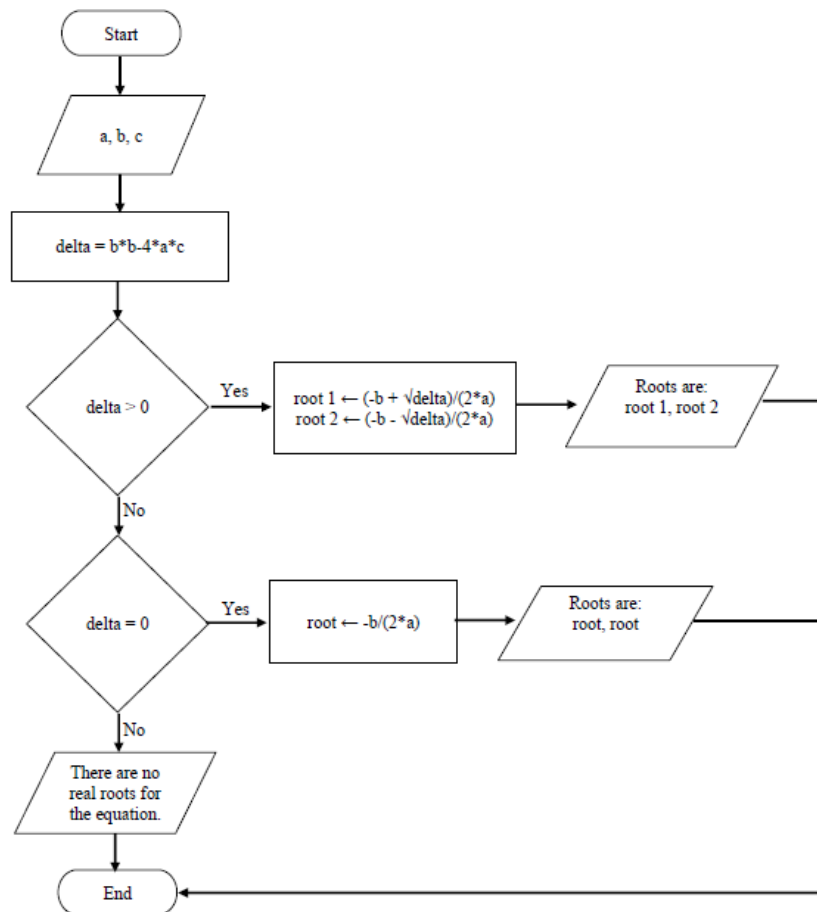 Start
a, b, c
delta = b*b-4*a*c
delta > 0
Yes
root 1 ← (-b + √delta)/(2*a)
root 2 ← (-b - √delta)/(2*a)
Roots are:
root 1, root 2
No
delta = 0
Yes
root ← -b/(2*a)
Roots are:
root, root
No
There are no
real roots for
the equation.
End